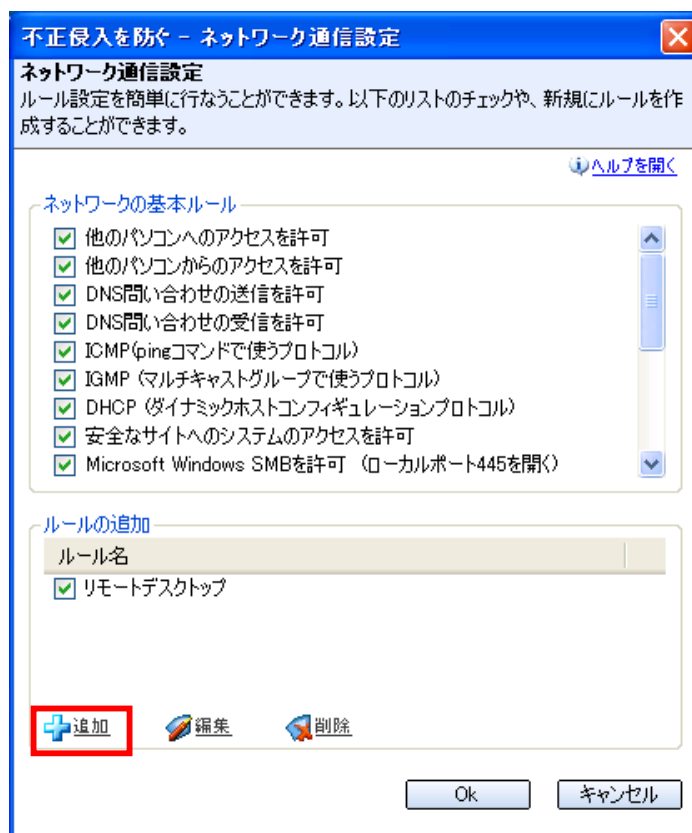 不正侵入を防ぐ - ネットワーク通信設定
ネットワーク通信設定
ルール設定を簡単に行なうことができます。以下のリストのチェックや、新規にルールを作
成することができます。
ヘルプを開く
ネットワークの基本ルール
他のパソコンへのアクセスを許可
他のパソコンからのアクセスを許可
DNS問い合わせの送信を許可
DNS問い合わせの受信を許可
ICMP(pingコマンドで使うプロトコル)
IGMP (マルチキャストグループで使うプロトコル)
DHCP (ダイナミックホストコンフィギュレーションプロトコル)
安全なサイトへのシステムのアクセスを許可
Microsoft Windows SMBを許可 (ローカルポート445を開く)
ルールの追加
ルール名
リモートデスクトップ
追加 編集 削除
Ok キャンセル